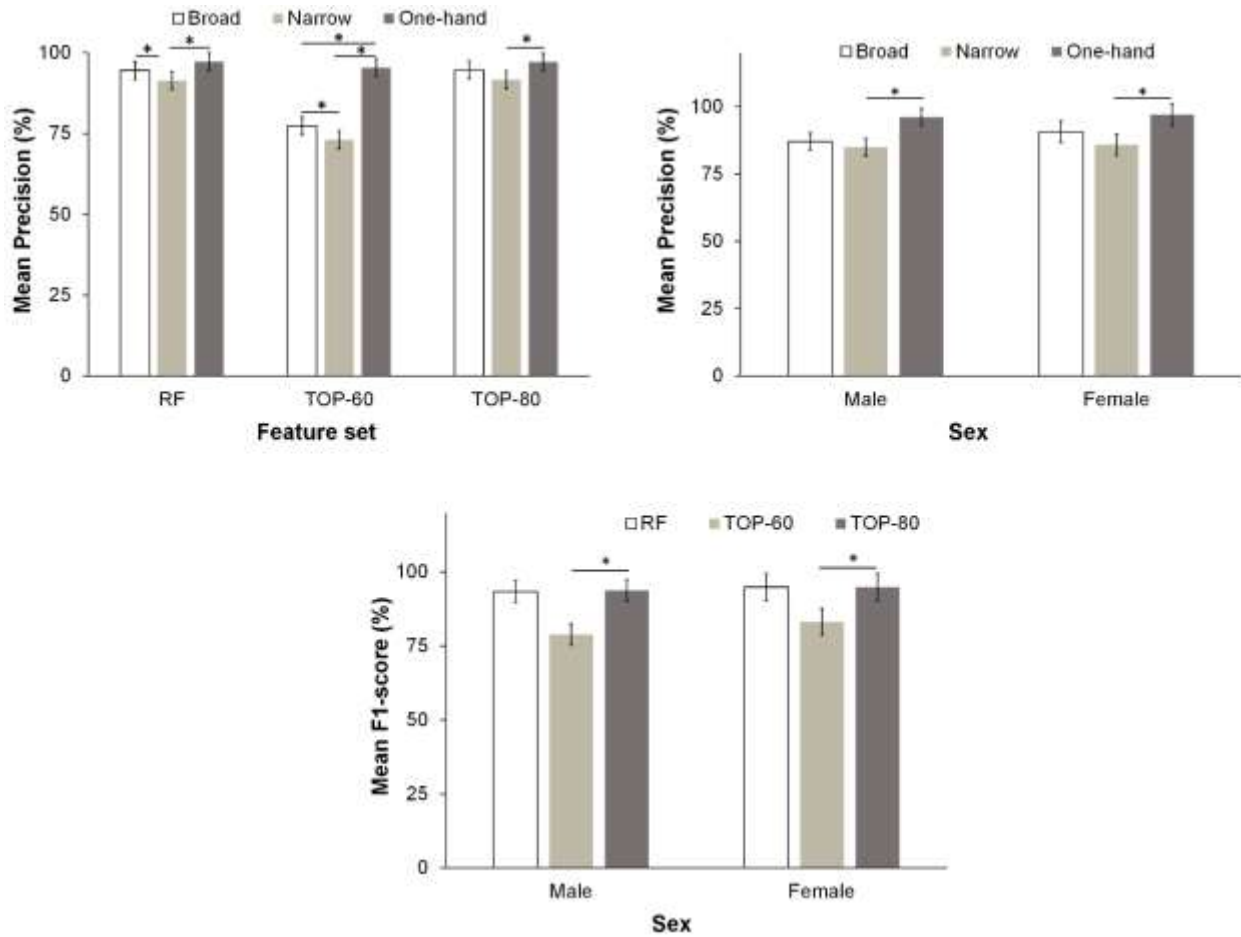 Broad Narrow One-hand
* * * * * *
100
75
50
25
0
Mean Precision (%)
RF TOP-60 TOP-80
Feature set
Broad Narrow One-hand
* *
100
75
50
25
0
Mean Precision (%)
Male Female
Sex
RF TOP-60 TOP-80
* *
100
75
50
25
0
Mean F1-score (%)
Male Female
Sex